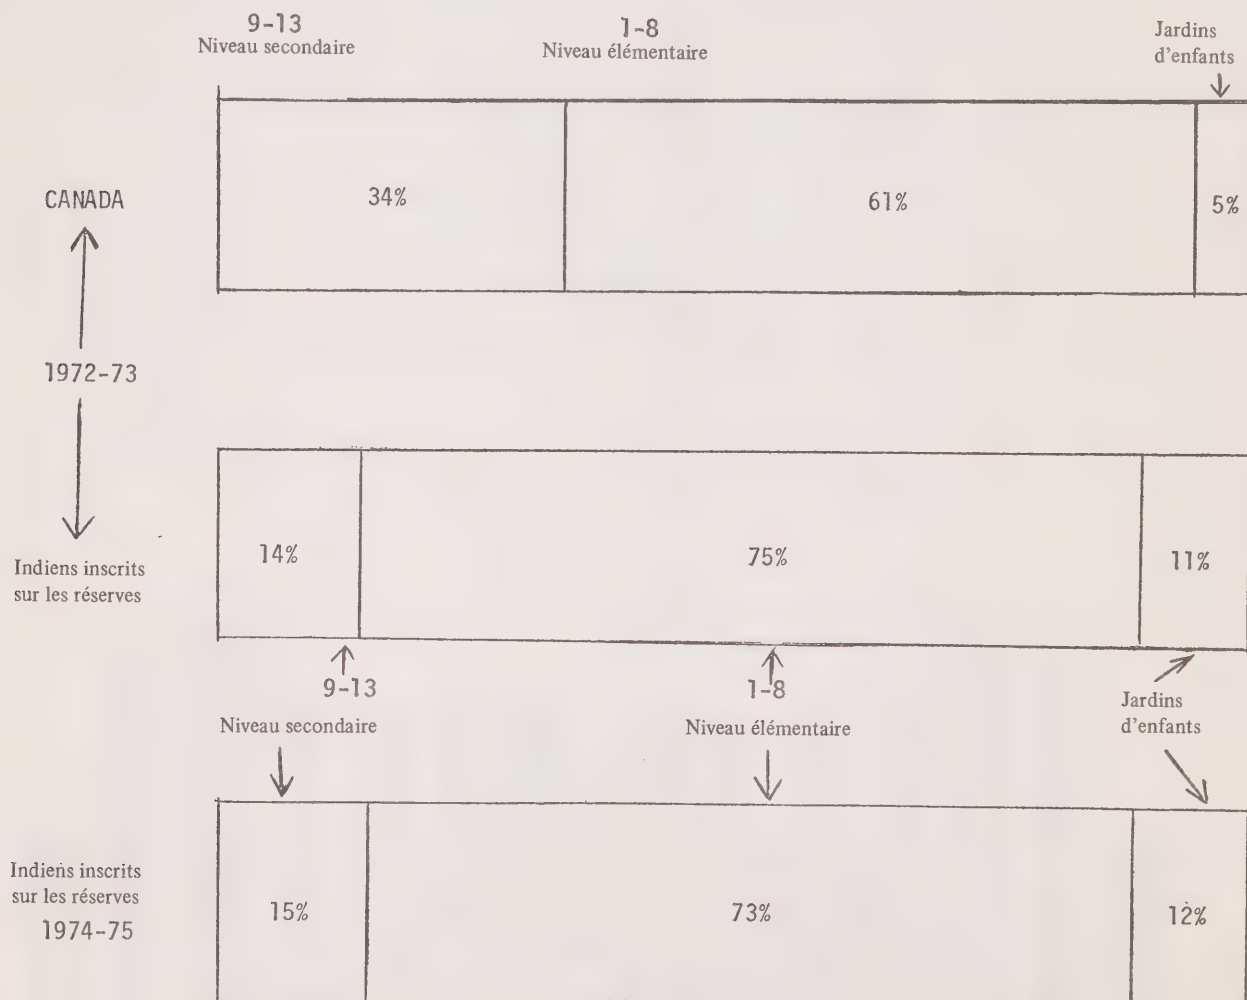 9-13
Niveau secondaire
1-8
Niveau élémentaire
Jardins
d'enfants
CANADA
34%
61%
5%
1972-73
Indiens inscrits
sur les réserves
14%
75%
11%
9-13
Niveau secondaire
1-8
Niveau élémentaire
Jardins
d'enfants
Indiens inscrits
sur les réserves
1974-75
15%
73%
12%